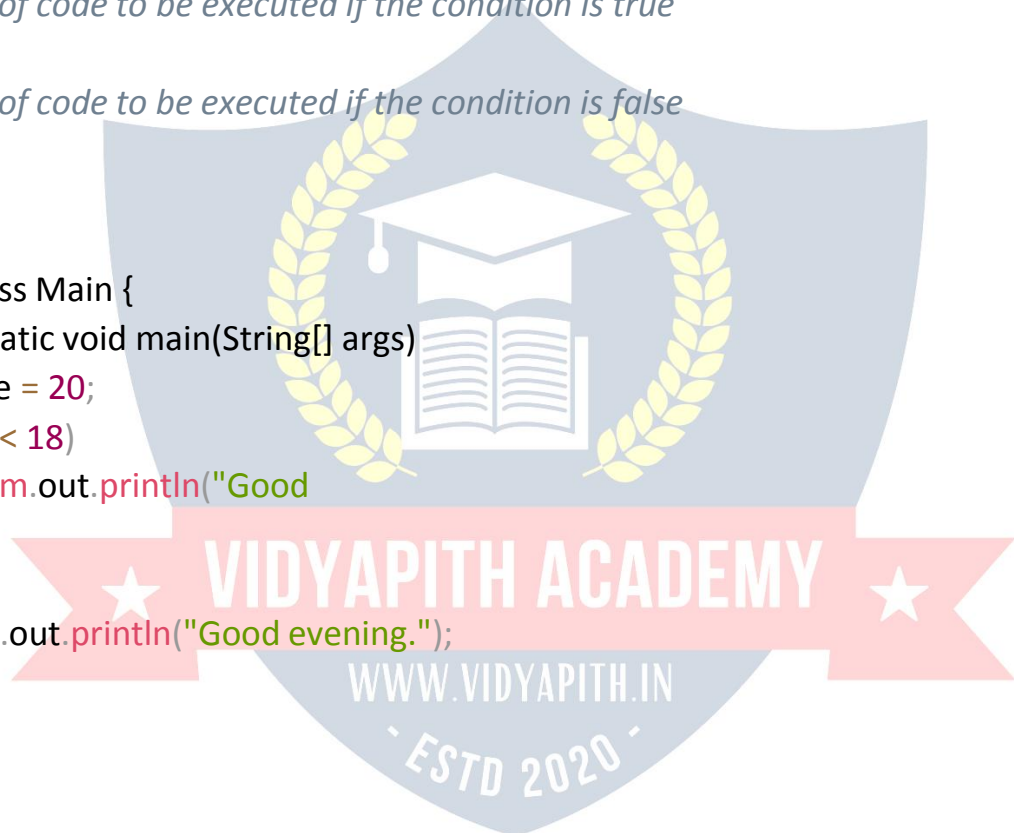 of code to be executed if the condition is true
of code to be executed if the condition is false
ss Main {
atic void main(String[] args)
e = 20;
< 18)
m.out.println("Good
VIDYAPITH ACADEMY
.out.println("Good evening.");
WWW.VIDYAPITH.IN
- ESTD 2020 -